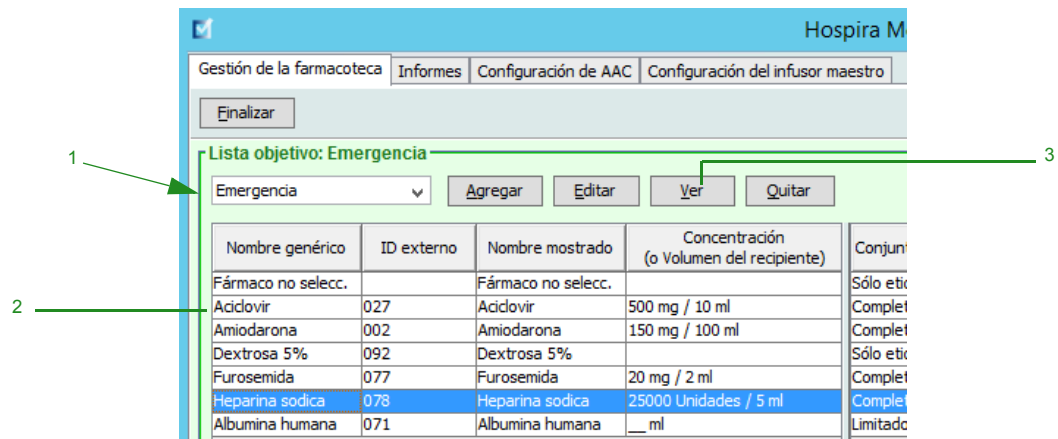 Hospira M
Gestión de la farmacoteca Informes Configuración de AAC Configuración del infusor maestro
Finalizar
1 Lista objetivo: Emergencia 3
Emergencia Agregar Editar Ver Quitar
Nombre genérico ID externo Nombre mostrado Concentración
(o Volumen del recipiente) Conjun
Fármaco no selecc. Fármaco no selecc. Sólo etiq
2 Aciclovir 027 Aciclovir 500 mg / 10 ml Complet
Amiodarona 002 Amiodarona 150 mg / 100 ml Complet
Dextrosa 5% 092 Dextrosa 5% Sólo etiq
Furosemida 077 Furosemida 20 mg / 2 ml Complet
Heparina sodica 078 Heparina sodica 25000 Unidades / 5 ml Complet
Albumina humana 071 Albumina humana __ ml Limitado